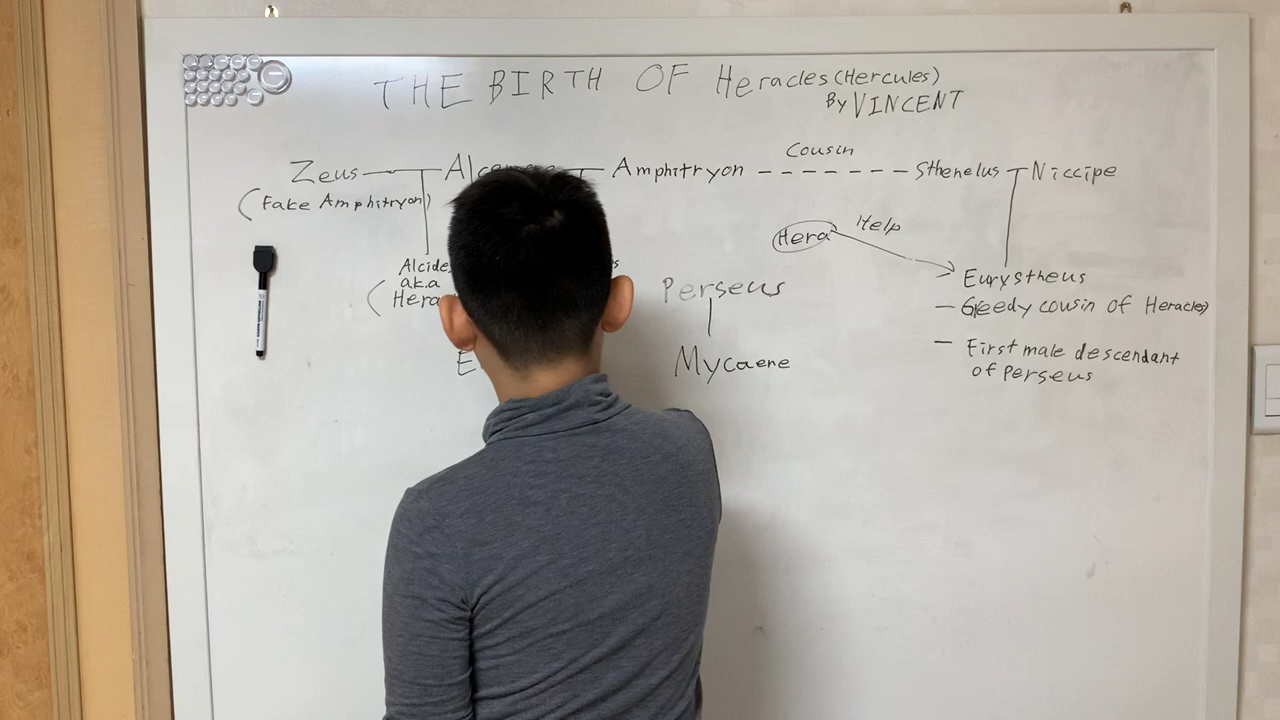 THE BIRTH OF Heracles (Hercules)
By VINCENT
Cousin
Zeus Amphitryon Sthenelus Niccipe
(Fake Amphitryon)
Hera Help
Perseus
Mycaene
Eurystheus
- Greedy cousin of Heracles)
- First male descendant
of Perseus
a.k.a